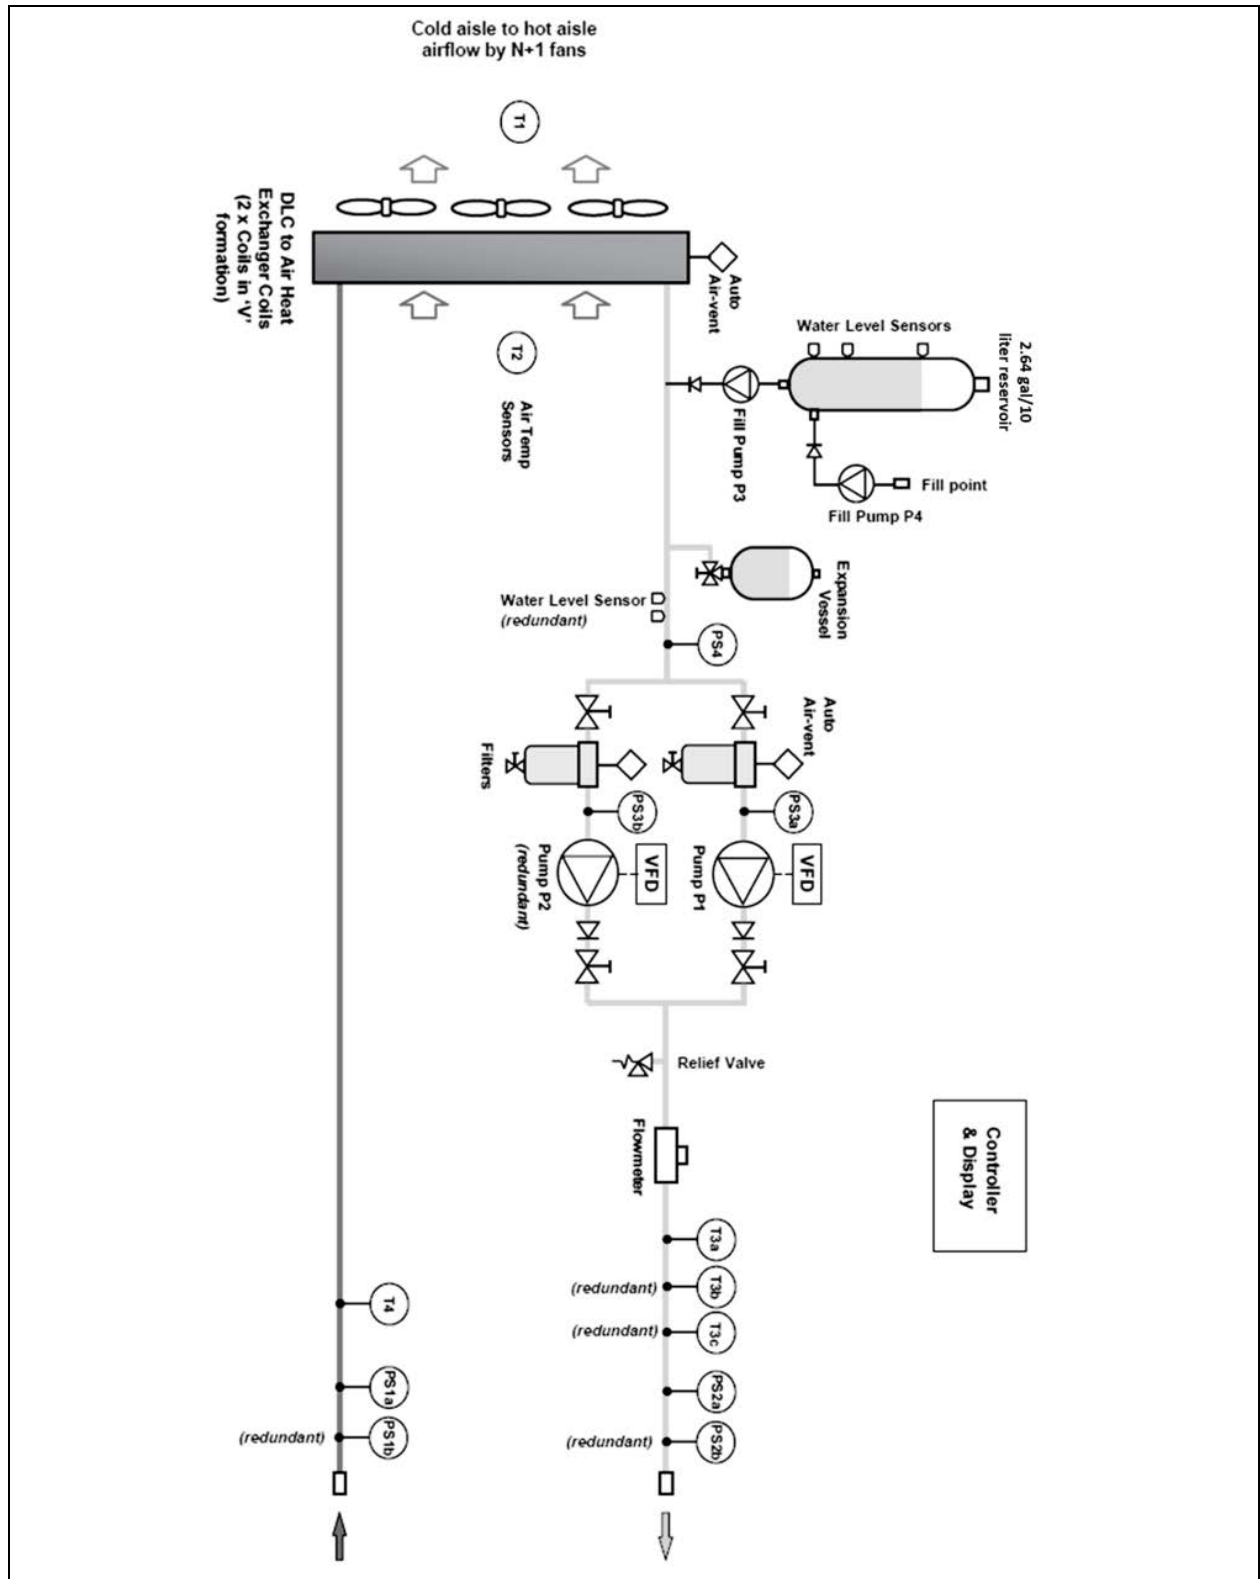 Cold aisle to hot aisle
airflow by N+1 fans
T1
DLC to Air Heat
Exchanger Coils
(2 x Coils in 'V'
formation)
Auto
Air-vent
T2
Air Temp
Sensors
Water Level Sensors
2.64 gal/10
liter reservoir
Fill Pump P3
Fill point
Fill Pump P4
Expansion
Vessel
Water Level Sensor
(redundant)
PS4
Auto
Air-vent
Filters
PS3b
PS3a
VFD
VFD
Pump P2
(redundant)
Pump P1
Relief Valve
Flowmeter
Controller
& Display
T3a
(redundant)
T3b
(redundant)
T3c
T4
PS1a
PS2a
(redundant)
PS1b
(redundant)
PS2b